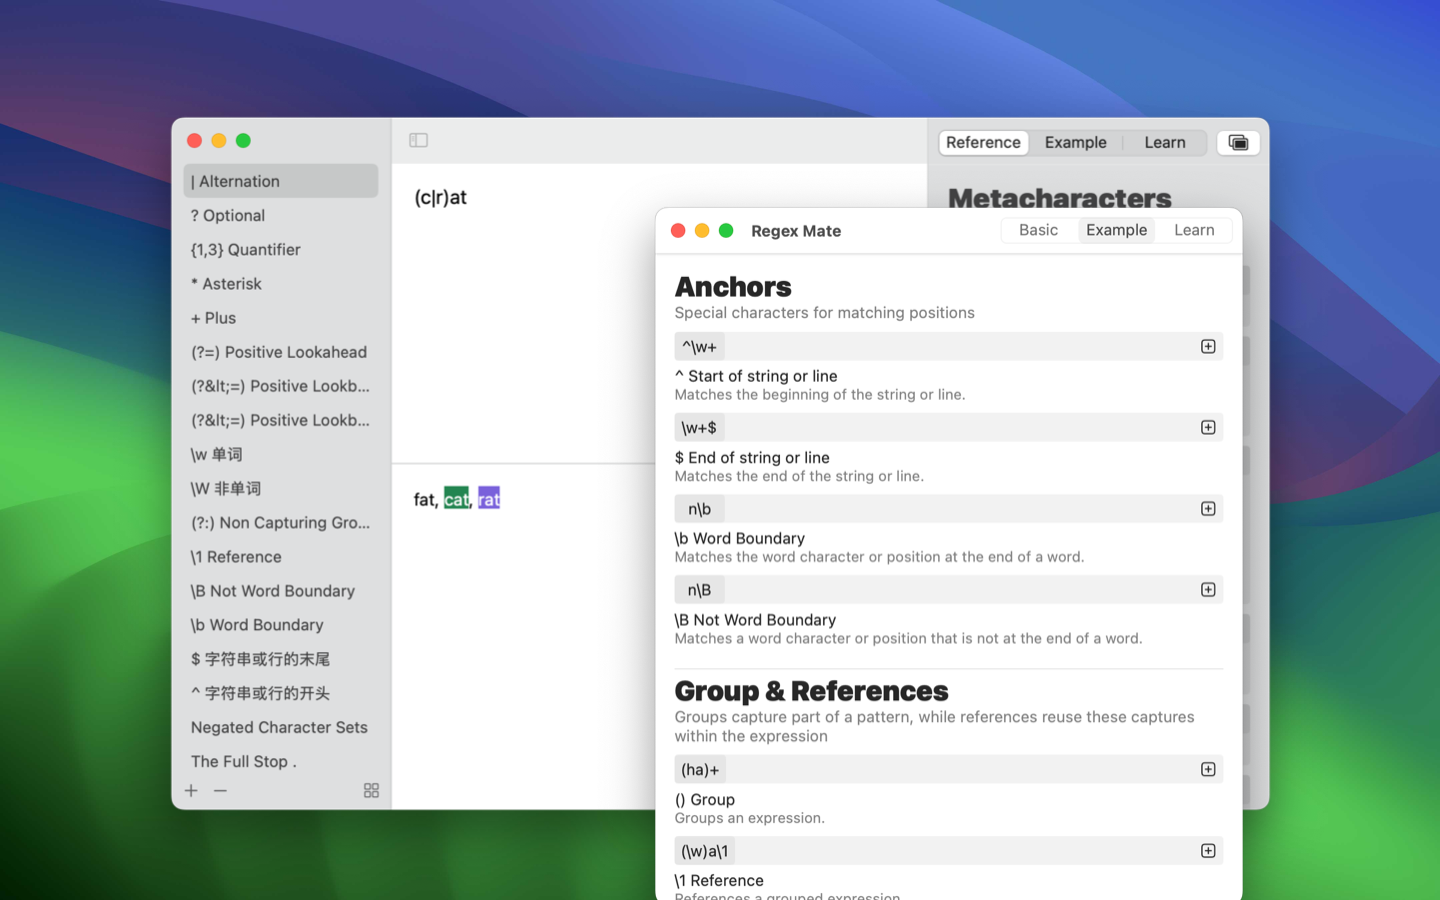 | Alternation
? Optional
{1,3} Quantifier
* Asterisk
+ Plus
(?=) Positive Lookahead
(?&lt;=) Positive Lookb...
(?&lt;=) Positive Lookb...
\w 单词
\W 非单词
(?:) Non Capturing Gro...
\1 Reference
\B Not Word Boundary
\b Word Boundary
$ 字符串或行的末尾
^ 字符串或行的开头
Negated Character Sets
The Full Stop .
(c|r)at
fat, cat, rat
Reference Example Learn
Metacharacters
Regex Mate
Basic Example Learn
Anchors
Special characters for matching positions
^\w+
^ Start of string or line
Matches the beginning of the string or line.
\w+$
$ End of string or line
Matches the end of the string or line.
n\b
\b Word Boundary
Matches the word character or position at the end of a word.
n\B
\B Not Word Boundary
Matches a word character or position that is not at the end of a word.
Group & References
Groups capture part of a pattern, while references reuse these captures
within the expression
(ha)+
() Group
Groups an expression.
(\w)a\1
\1 Reference
References a grouped expression.